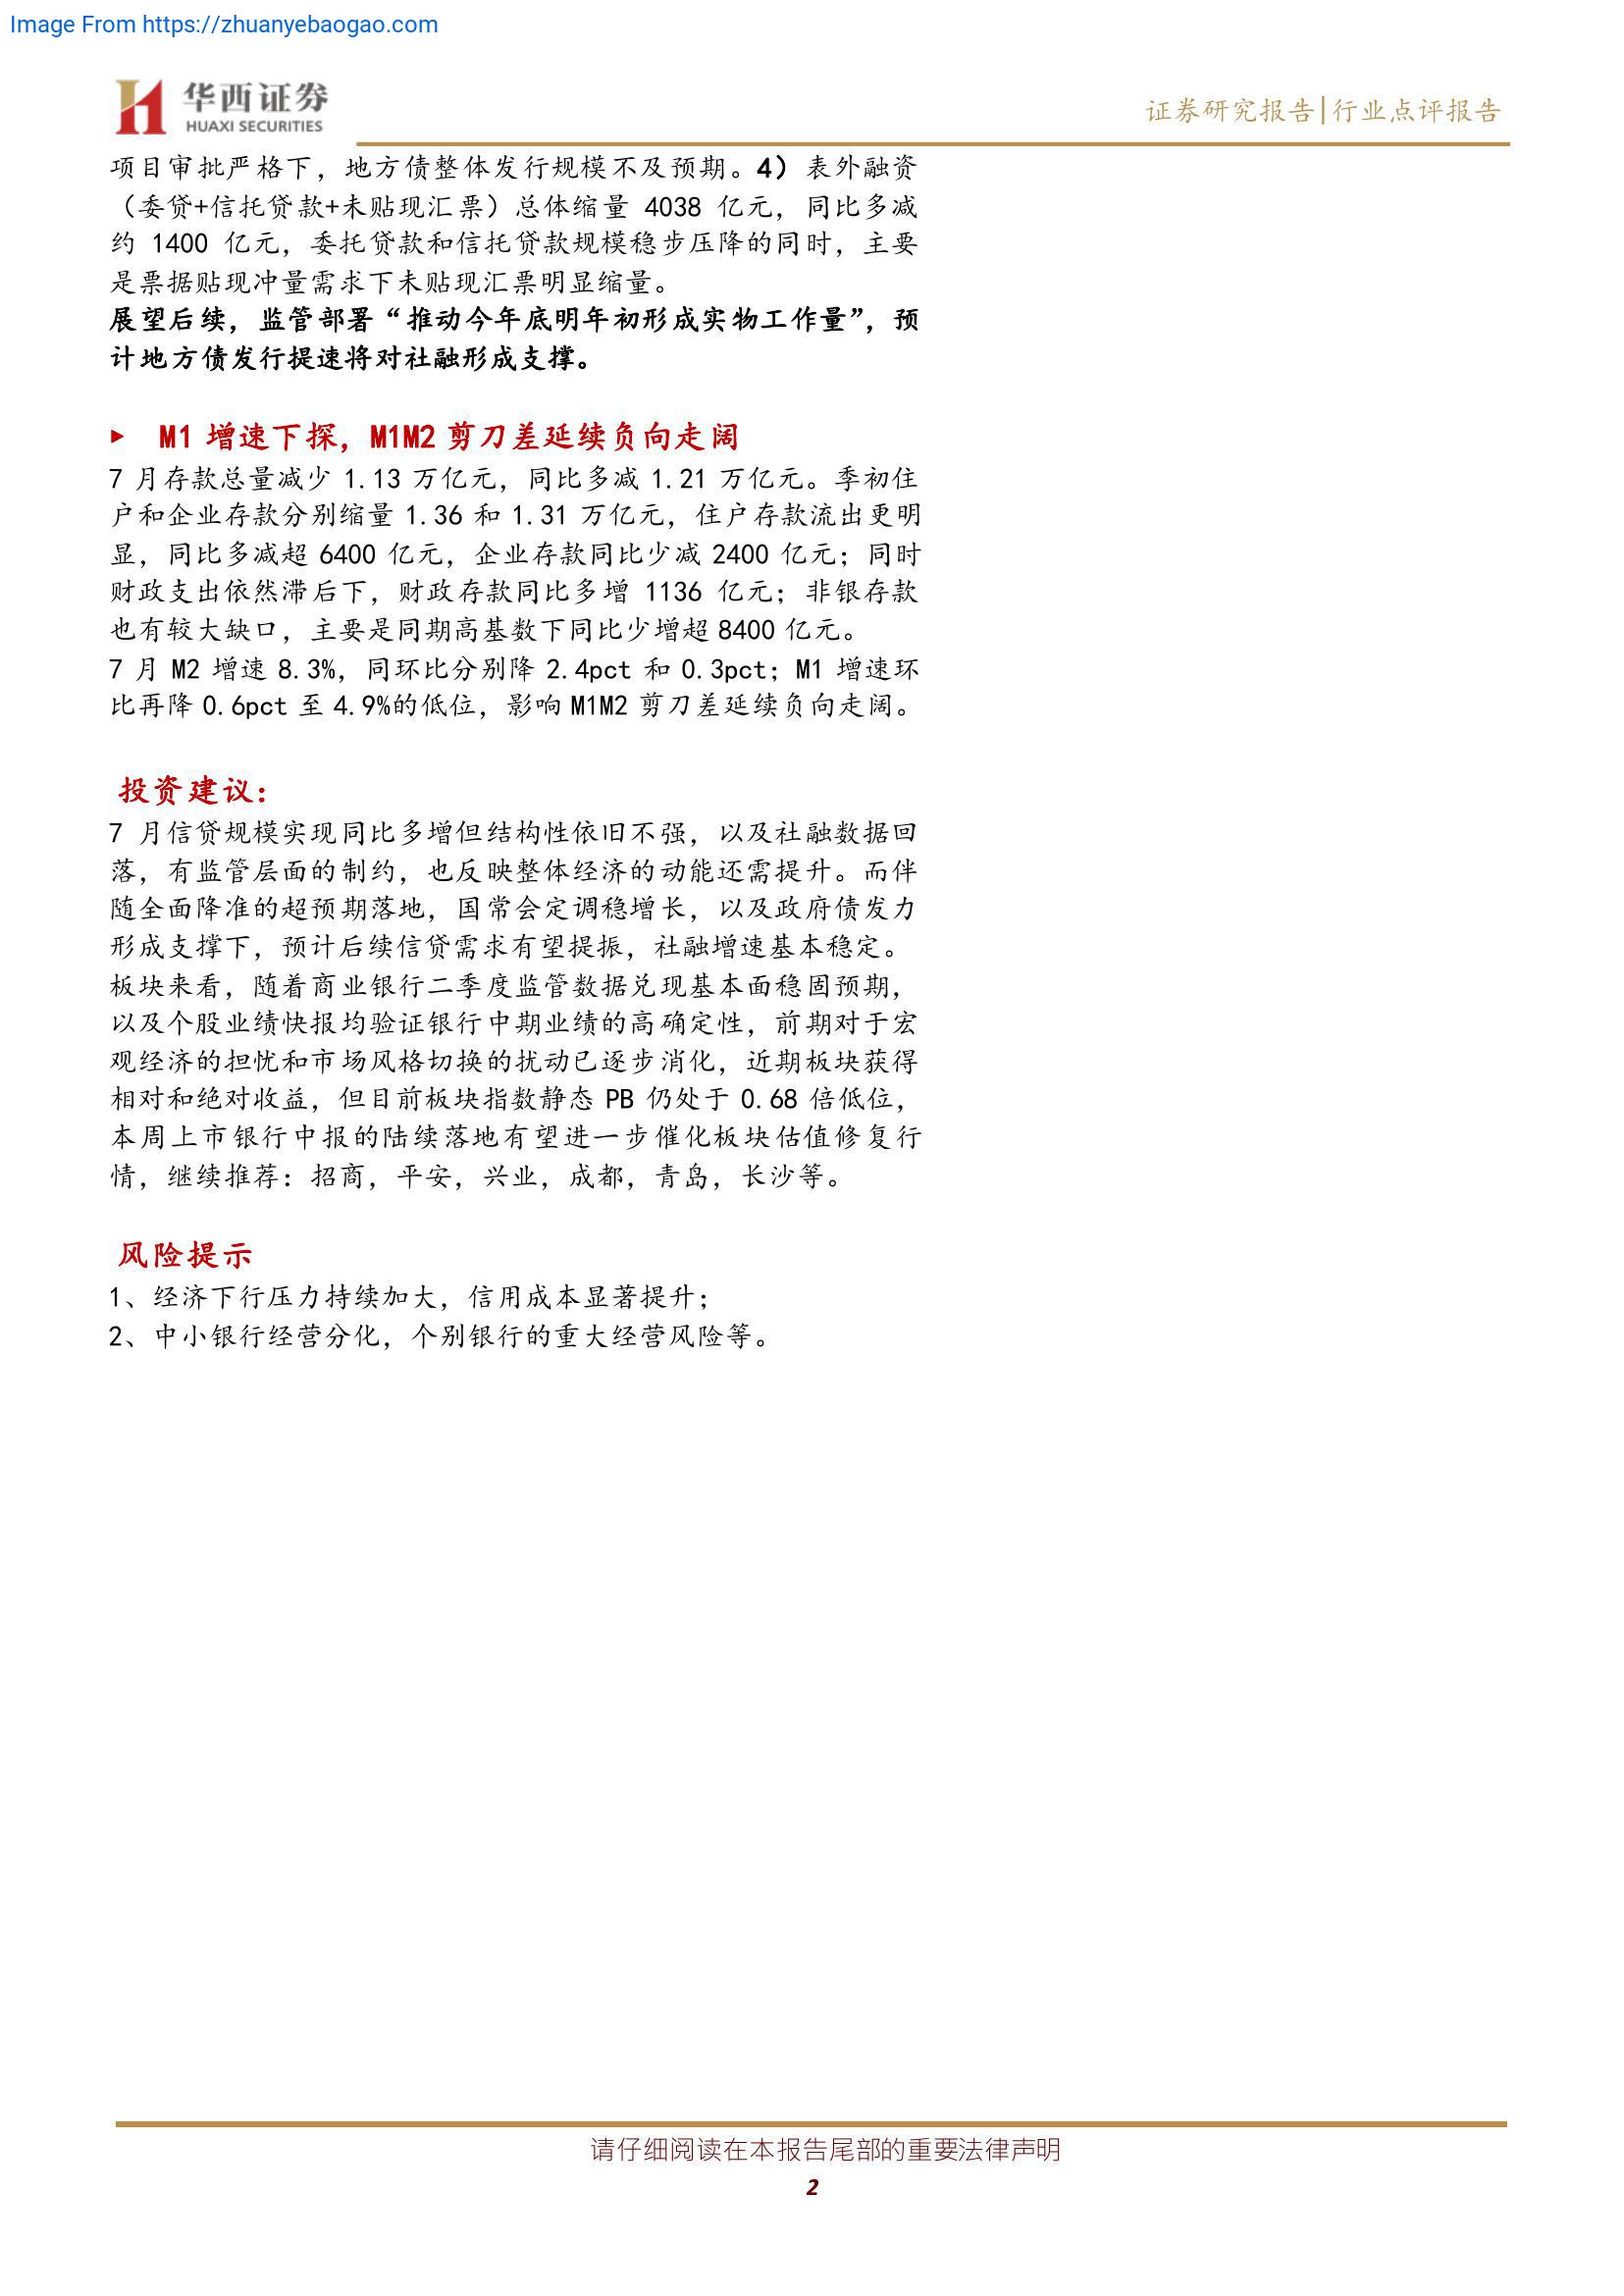 Image From https://zhuanyebaogao.com
华西证券
HUAXI SECURITIES
证券研究报告|行业点评报告
项目审批严格下，地方债整体发行规模不及预期。4）表外融资
（委贷+信托贷款+未贴现汇票）总体缩量 4038 亿元，同比多减
约 1400 亿元，委托贷款和信托贷款规模稳步压降的同时，主要
是票据贴现冲量需求下未贴现汇票明显缩量。
展望后续，监管部署“推动今年底明年初形成实物工作量”，预
计地方债发行提速将对社融形成支撑。
► M1 增速下探，M1M2 剪刀差延续负向走阔
7 月存款总量减少 1.13 万亿元，同比多减 1.21 万亿元。季初住
户和企业存款分别缩量 1.36 和 1.31 万亿元，住户存款流出更明
显，同比多减超 6400 亿元，企业存款同比少减 2400 亿元；同时
财政支出依然滞后下，财政存款同比多增 1136 亿元；非银存款
也有较大缺口，主要是同期高基数下同比少增超 8400 亿元。
7 月 M2 增速 8.3%，同环比分别降 2.4pct 和 0.3pct；M1 增速环
比再降 0.6pct 至 4.9%的低位，影响 M1M2 剪刀差延续负向走阔。
投资建议：
7 月信贷规模实现同比多增但结构性依旧不强，以及社融数据回
落，有监管层面的制约，也反映整体经济的动能还需提升。而伴
随全面降准的超预期落地，国常会定调稳增长，以及政府债发力
形成支撑下，预计后续信贷需求有望提振，社融增速基本稳定。
板块来看，随着商业银行二季度监管数据兑现基本面稳固预期，
以及个股业绩快报均验证银行中期业绩的高确定性，前期对于宏
观经济的担忧和市场风格切换的扰动已逐步消化，近期板块获得
相对和绝对收益，但目前板块指数静态 PB 仍处于 0.68 倍低位，
本周上市银行中报的陆续落地有望进一步催化板块估值修复行
情，继续推荐：招商，平安，兴业，成都，青岛，长沙等。
风险提示
1、经济下行压力持续加大，信用成本显著提升；
2、中小银行经营分化，个别银行的重大经营风险等。
请仔细阅读在本报告尾部的重要法律声明
2